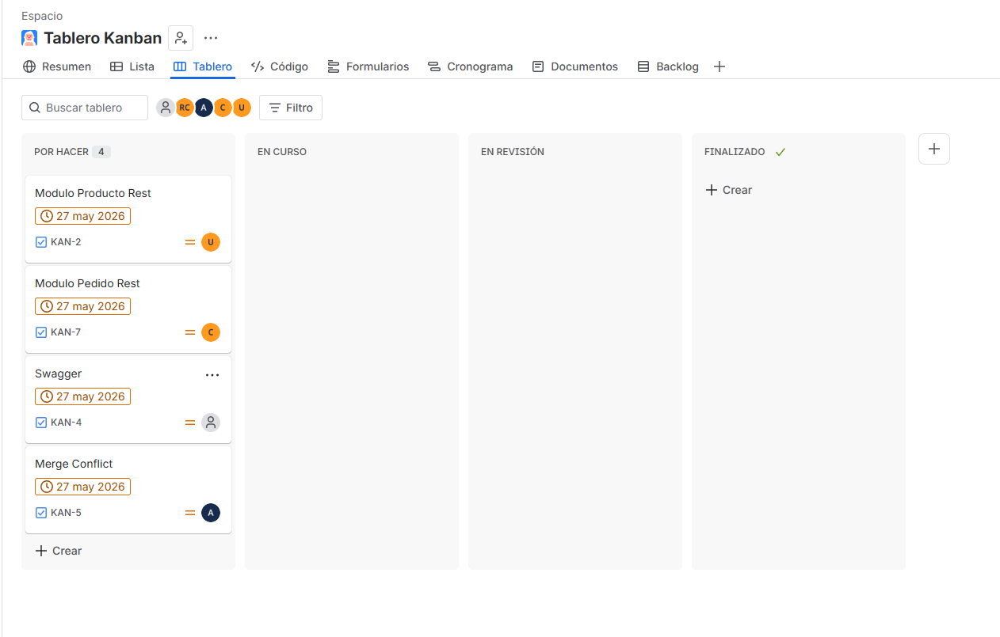 Espacio
Tablero Kanban
Resumen Lista Tablero Código Formularios Cronograma Documentos Backlog
Buscar tablero RC A C U Filtro
POR HACER 4
Modulo Producto Rest
27 may 2026
KAN-2 U
Modulo Pedido Rest
27 may 2026
KAN-7 C
Swagger
27 may 2026
KAN-4
Merge Conflict
27 may 2026
KAN-5 A
Crear
EN CURSO
EN REVISIÓN
FINALIZADO
Crear